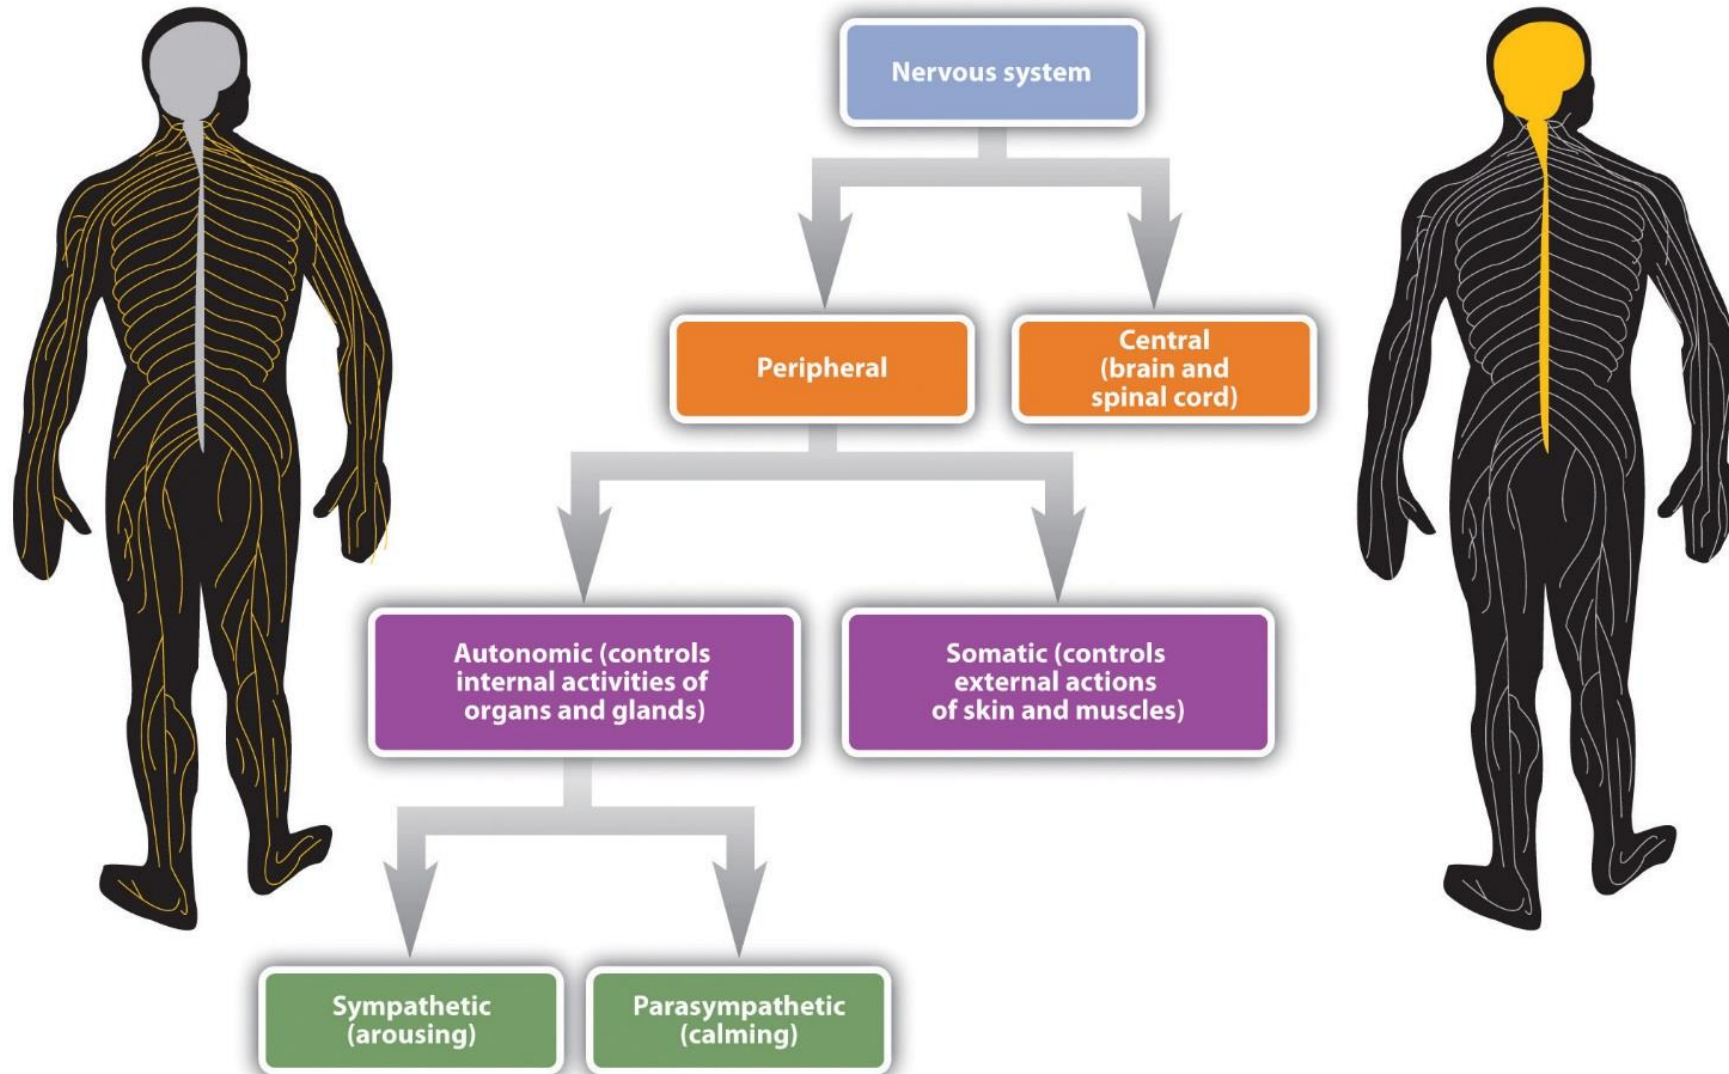 Nervous system
Peripheral
Central
(brain and
spinal cord)
Autonomic (controls
internal activities of
organs and glands)
Somatic (controls
external actions
of skin and muscles)
Sympathetic
(arousing)
Parasympathetic
(calming)